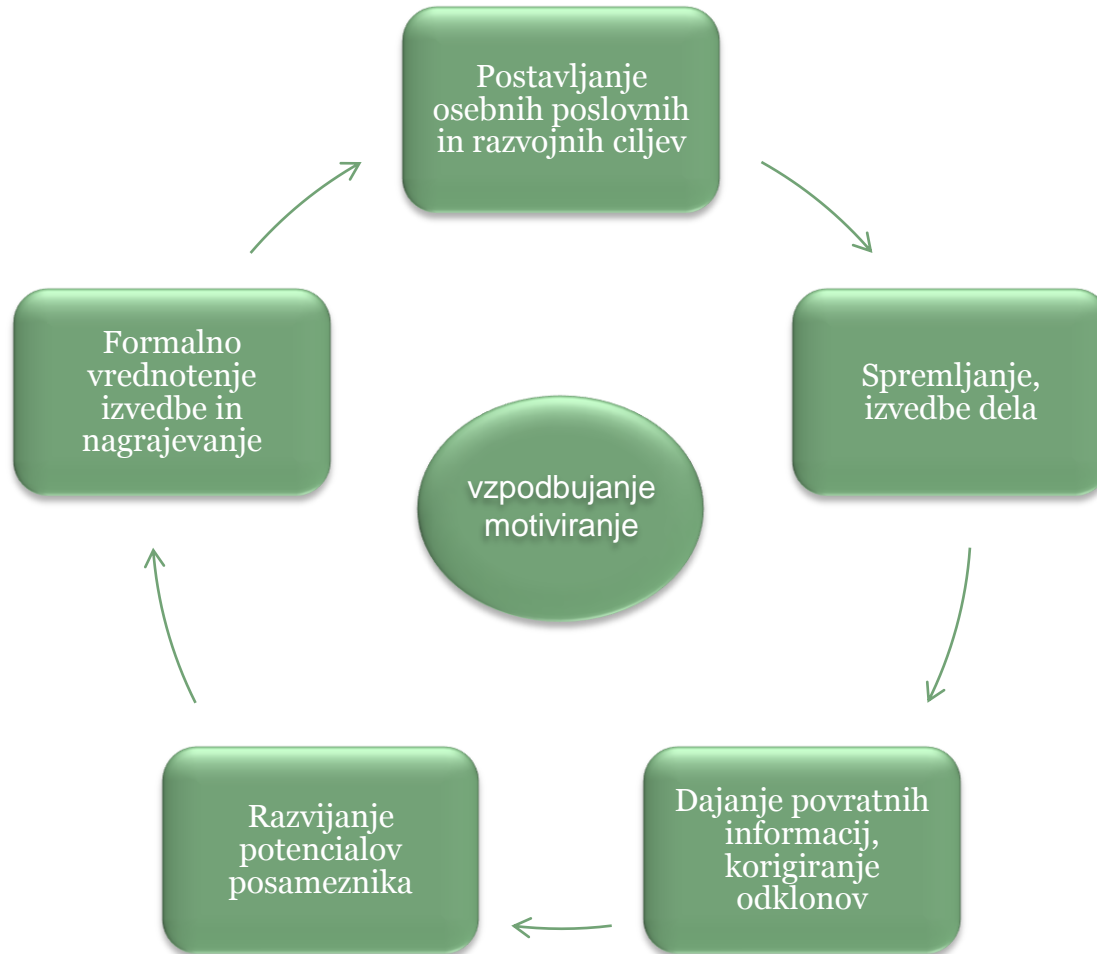 Postavljanje
osebnih poslovnih
in razvojnih ciljev
Formalno
vrednotenje
izvedbe in
nagrajevanje
Spremljanje,
izvedbe dela
vzpodbujanje
motiviranje
Razvijanje
potencialov
posameznika
Dajanje povratnih
informacij,
korigiranje
odklonov